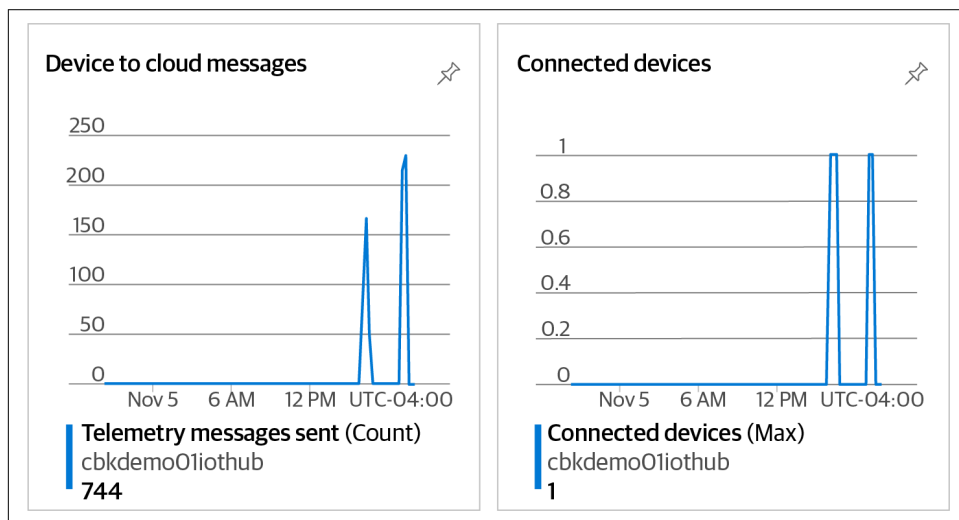 Device to cloud messages
250
200
150
100
50
0
Nov 5 6 AM 12 PM UTC-04:00
Telemetry messages sent (Count)
cbkdemo01iothub
744
Connected devices
1
0.8
0.6
0.4
0.2
0
Nov 5 6 AM 12 PM UTC-04:00
Connected devices (Max)
cbkdemo01iothub
1